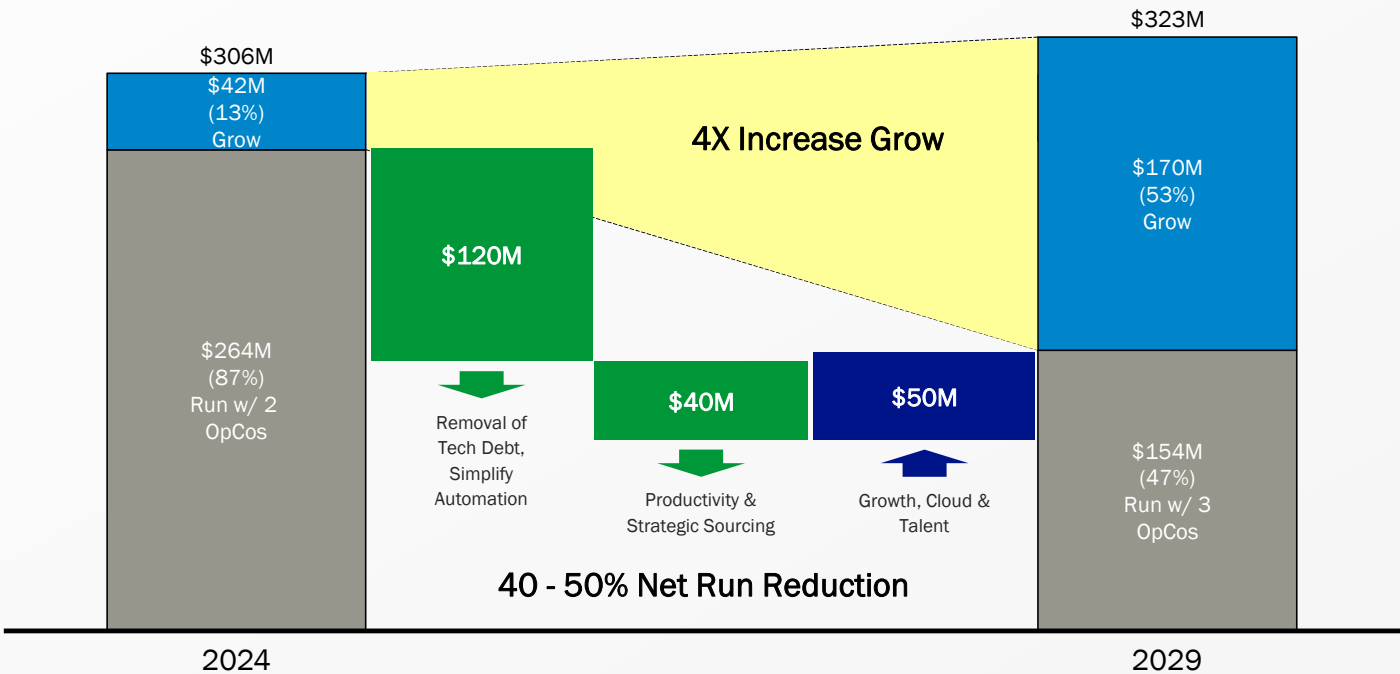 $306M
$42M
(13%)
Grow
$264M
(87%)
Run w/ 2
OpCos
4X Increase Grow
$120M
Removal of
Tech Debt,
Simplify
Automation
$40M
Productivity &
Strategic Sourcing
$50M
Growth, Cloud &
Talent
40 - 50% Net Run Reduction
$323M
$170M
(53%)
Grow
$154M
(47%)
Run w/ 3
OpCos
2024
2029